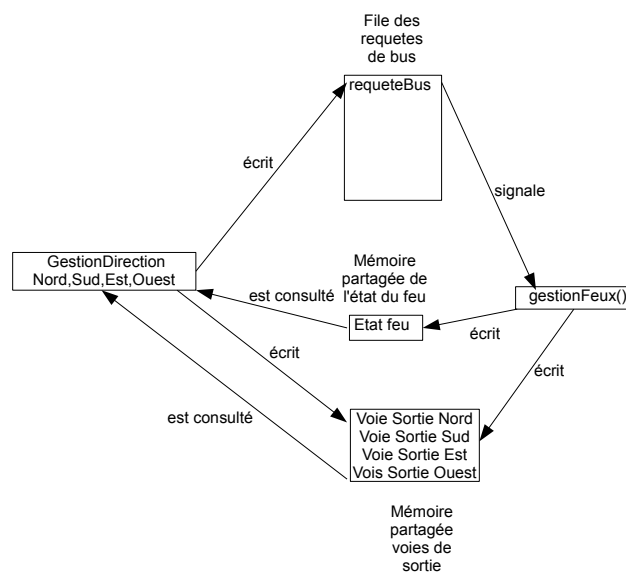 File des
requetes
de bus
requeteBus
écrit
signale
GestionDirection
Nord,Sud,Est,Ouest
Mémoire
partagée de
l'état du feu
est consulté
gestionFeux()
Etat feu
écrit
écrit
écrit
est consulté
Voie Sortie Nord
Voie Sortie Sud
Voie Sortie Est
Vois Sortie Ouest
Mémoire
partagée
voies de
sortie